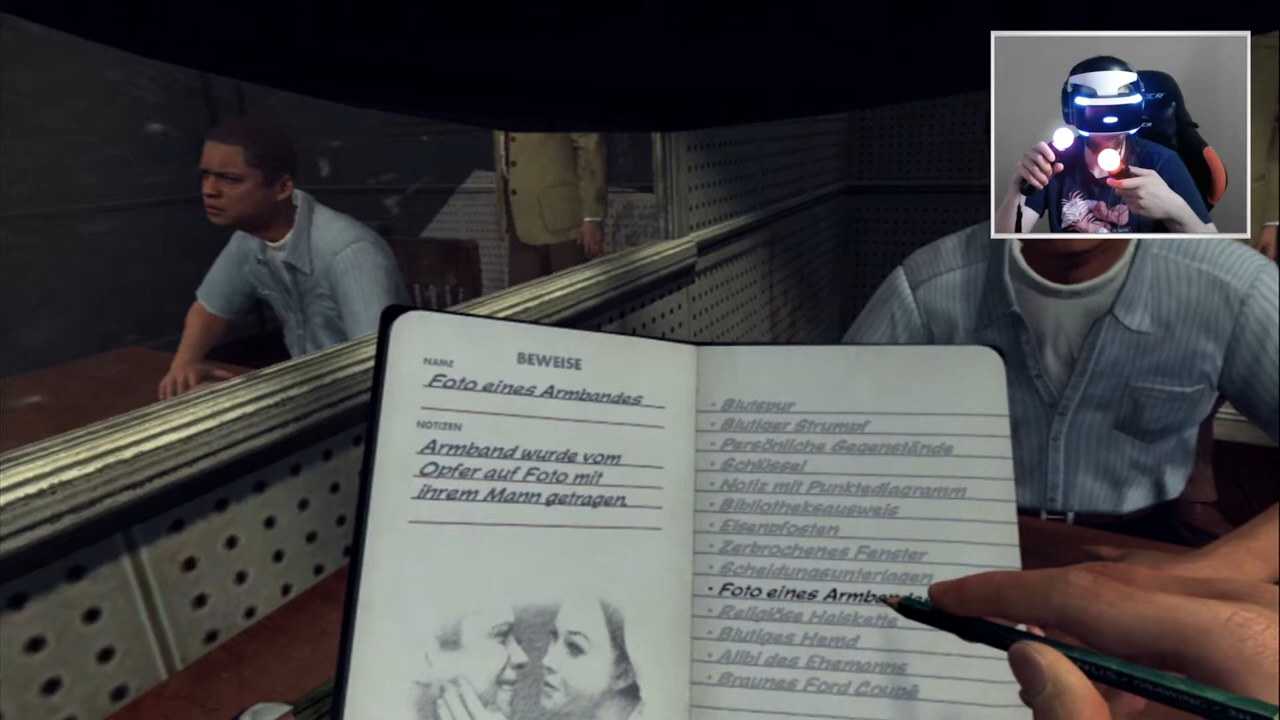 NAME
BEWEISE
Foto eines Armbandes
NOTIZEN
Armband wurde vom
Opfer auf Foto mit
ihrem Mann getragen.
• Blutspur
• Blutiger Strumpf
• Persönliche Gegenstände
• Schlüssel
• Notiz mit Punktediagramm
• Bibliotheksausweis
• Eisenpfosten
• Zerbrochenes Fenster
• Scheidungsunterlagen
• Foto eines
• Religiöse Halskette
• Blutiges Hemd
• Alibi des Ehemanns
• Braunes Ford Coupé